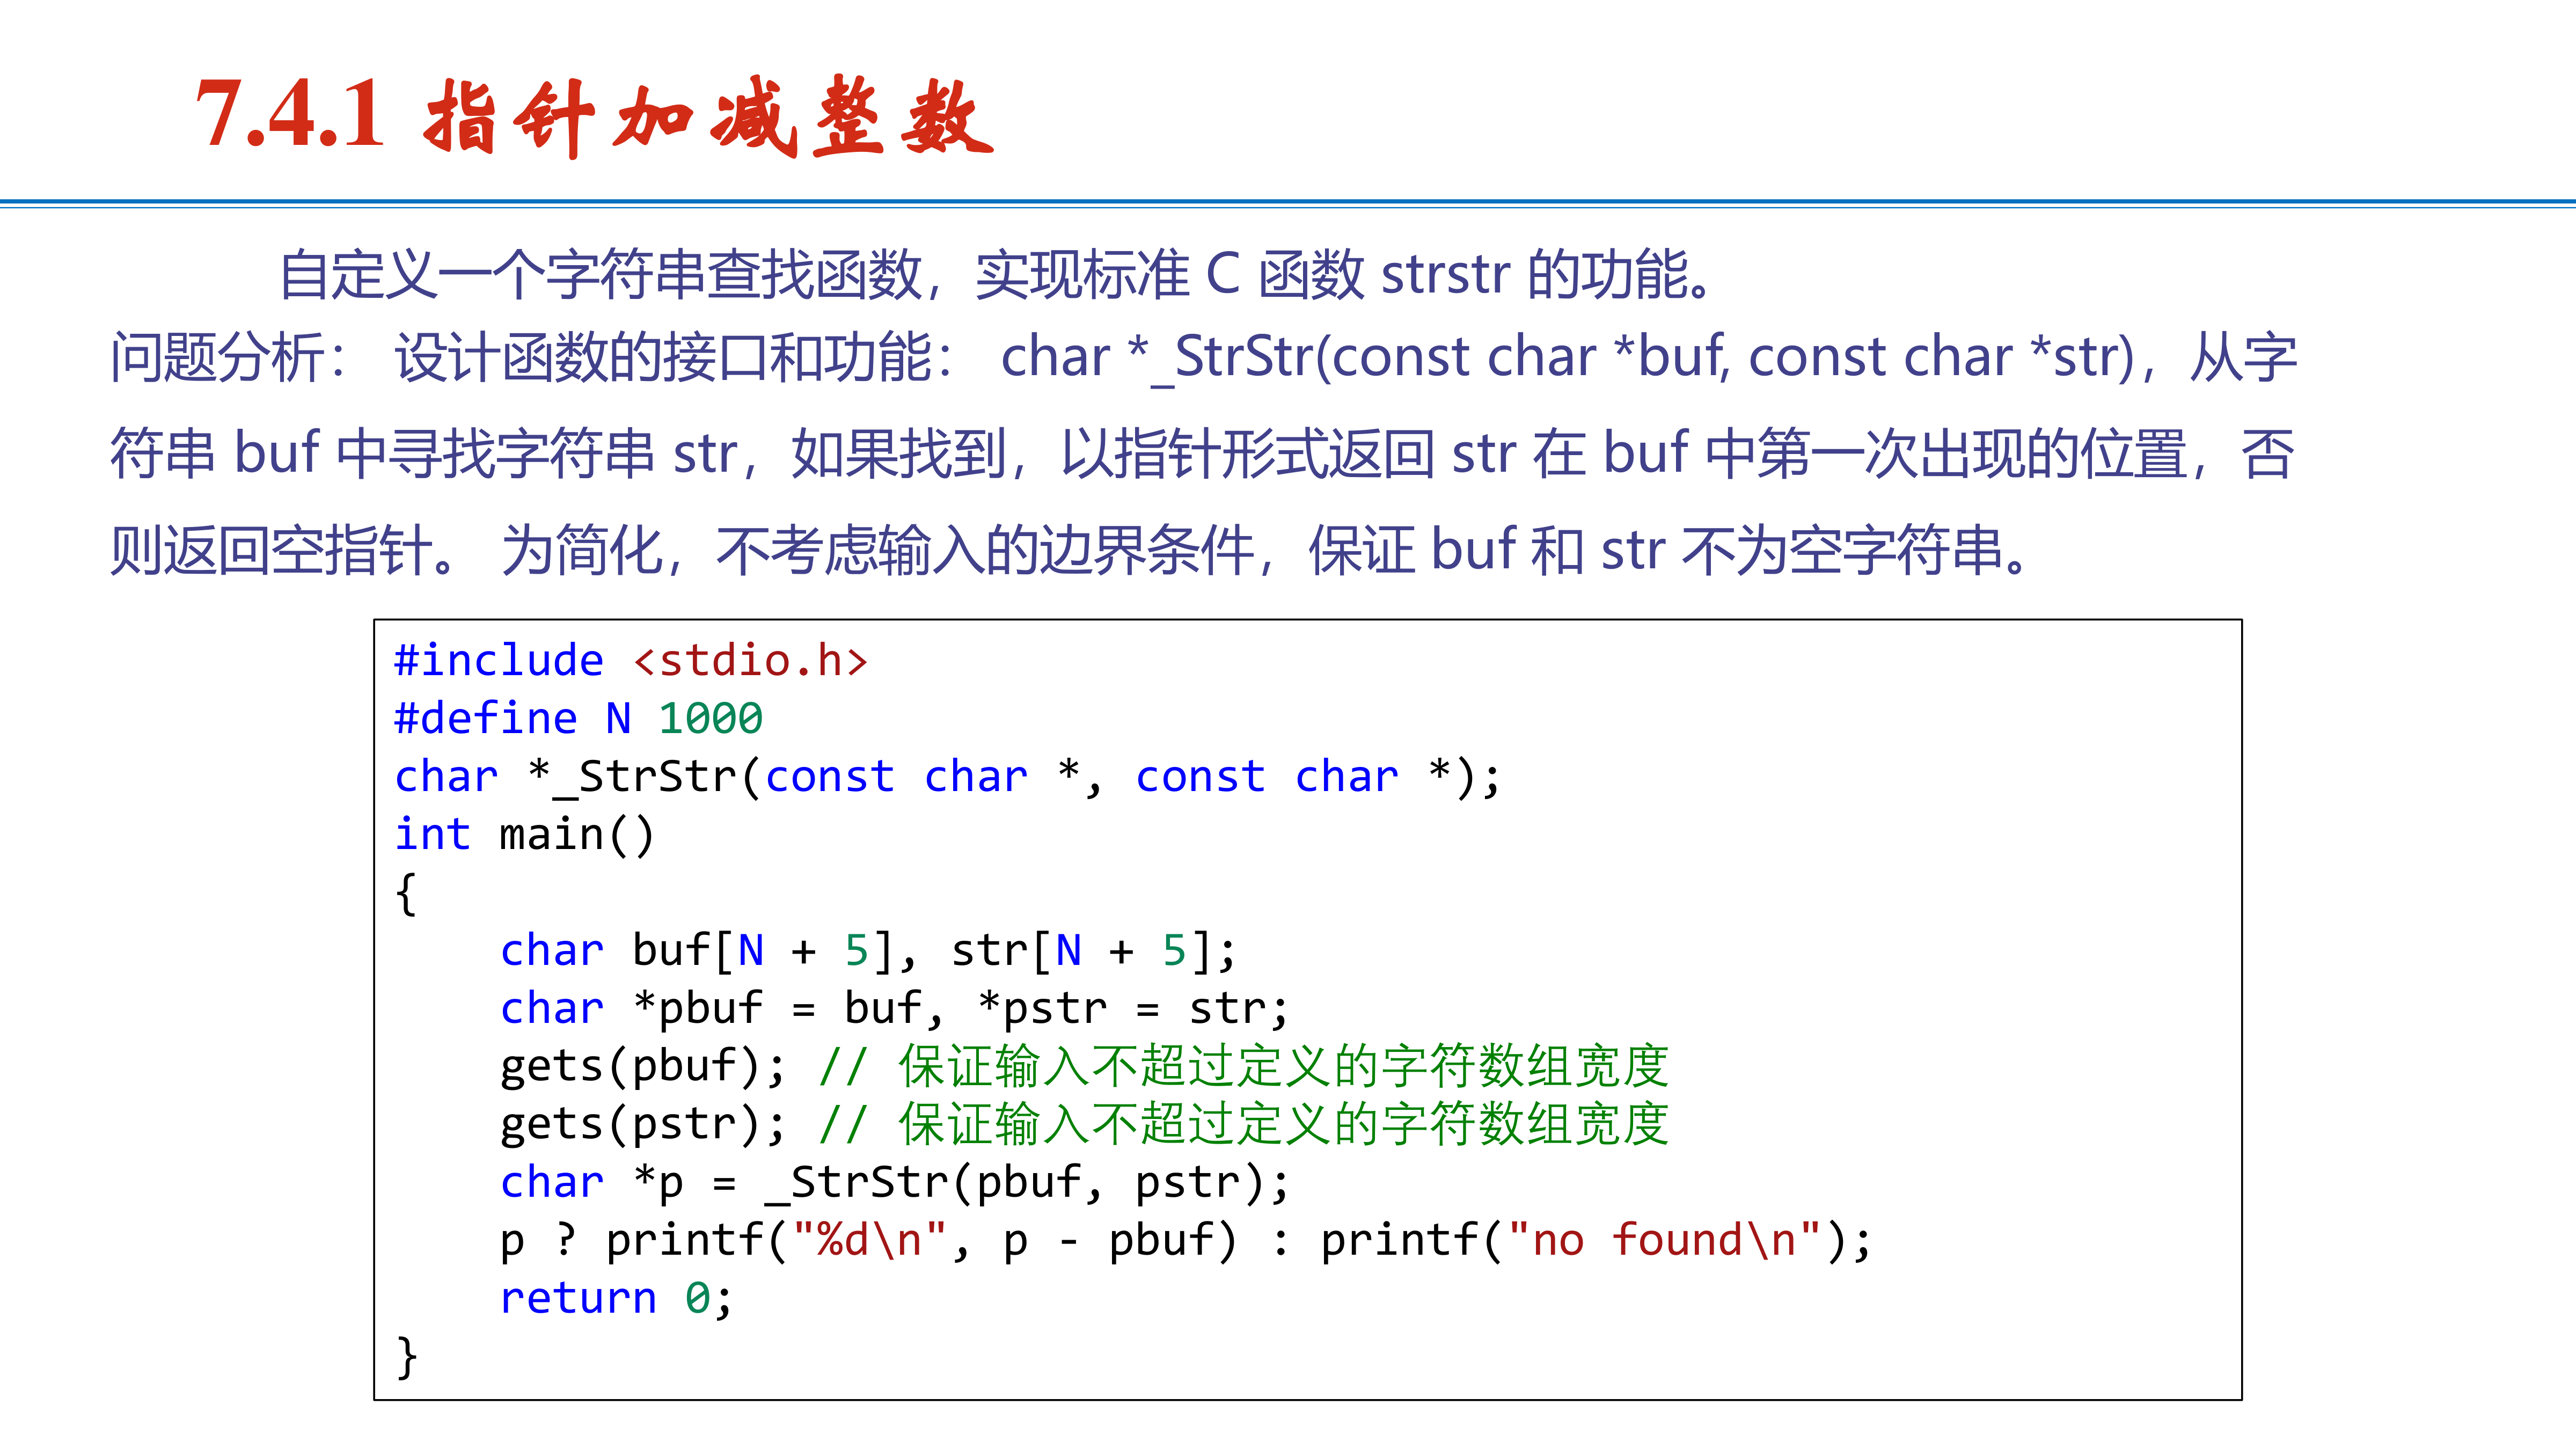 7.4.1 指针加减整数
自定义一个字符串查找函数，实现标准 C 函数 strstr 的功能。
问题分析： 设计函数的接口和功能： char *_StrStr(const char *buf, const char *str)，从字
符串 buf 中寻找字符串 str，如果找到，以指针形式返回 str 在 buf 中第一次出现的位置，否
则返回空指针。 为简化，不考虑输入的边界条件，保证 buf 和 str 不为空字符串。
#include <stdio.h>
#define N 1000
char *_StrStr(const char *, const char *);
int main()
{
    char buf[N + 5], str[N + 5];
    char *pbuf = buf, *pstr = str;
    gets(pbuf); // 保证输入不超过定义的字符数组宽度
    gets(pstr); // 保证输入不超过定义的字符数组宽度
    char *p = _StrStr(pbuf, pstr);
    p ? printf("%d\n", p - pbuf) : printf("no found\n");
    return 0;
}